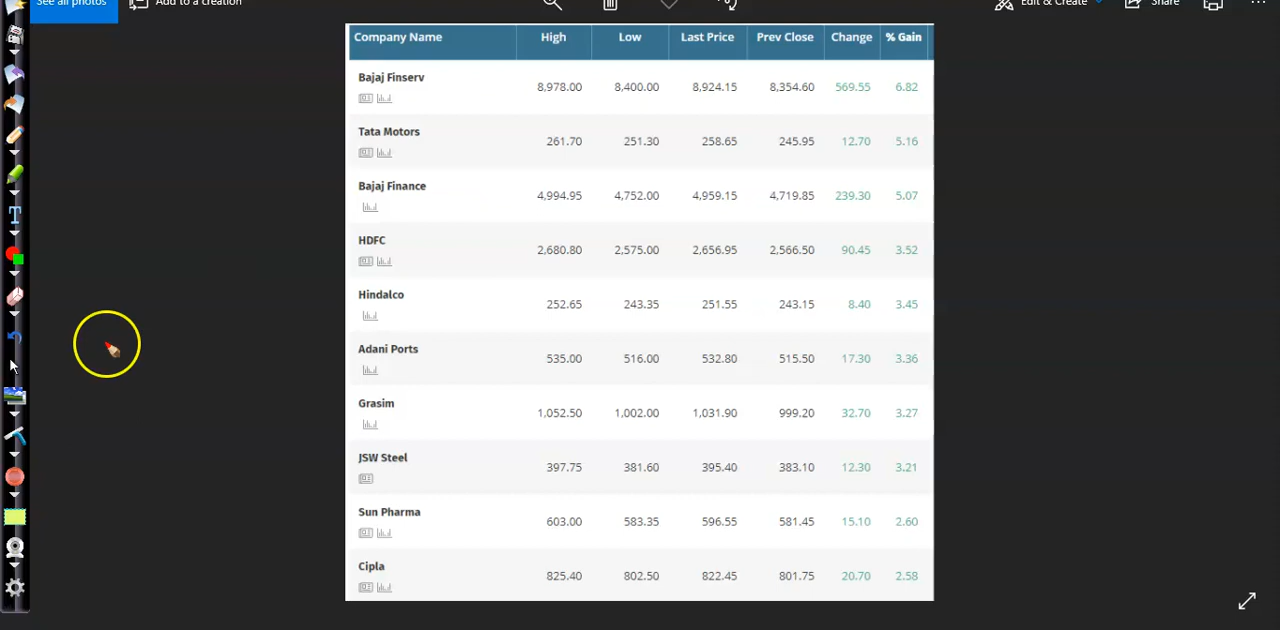 See all photos Add to a creation Edit & Create Share
Company Name High Low Last Price Prev Close Change % Gain
Bajaj Finserv 8,978.00 8,400.00 8,924.15 8,354.60 569.55 6.82
Tata Motors 261.70 251.30 258.65 245.95 12.70 5.16
Bajaj Finance 4,994.95 4,752.00 4,959.15 4,719.85 239.30 5.07
HDFC 2,680.80 2,575.00 2,656.95 2,566.50 90.45 3.52
Hindalco 252.65 243.35 251.55 243.15 8.40 3.45
Adani Ports 535.00 516.00 532.80 515.50 17.30 3.36
Grasim 1,052.50 1,002.00 1,031.90 999.20 32.70 3.27
JSW Steel 397.75 381.60 395.40 383.10 12.30 3.21
Sun Pharma 603.00 583.35 596.55 581.45 15.10 2.60
Cipla 825.40 802.50 822.45 801.75 20.70 2.58